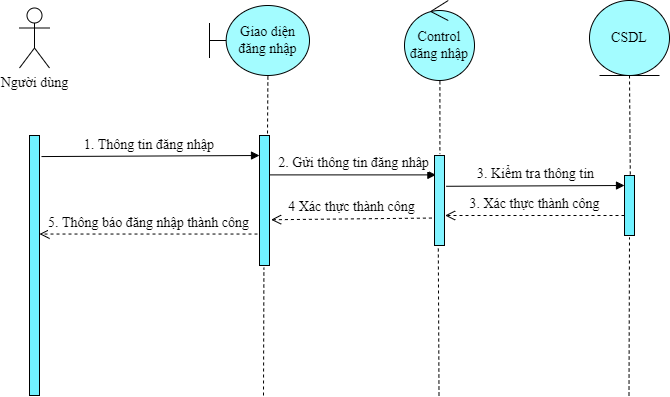 Giao diện
đăng nhập
Control
đăng nhập
CSDL
Người dùng
1. Thông tin đăng nhập
2. Gửi thông tin đăng nhập
3. Kiểm tra thông tin
3. Xác thực thành công
4 Xác thực thành công
5. Thông báo đăng nhập thành công